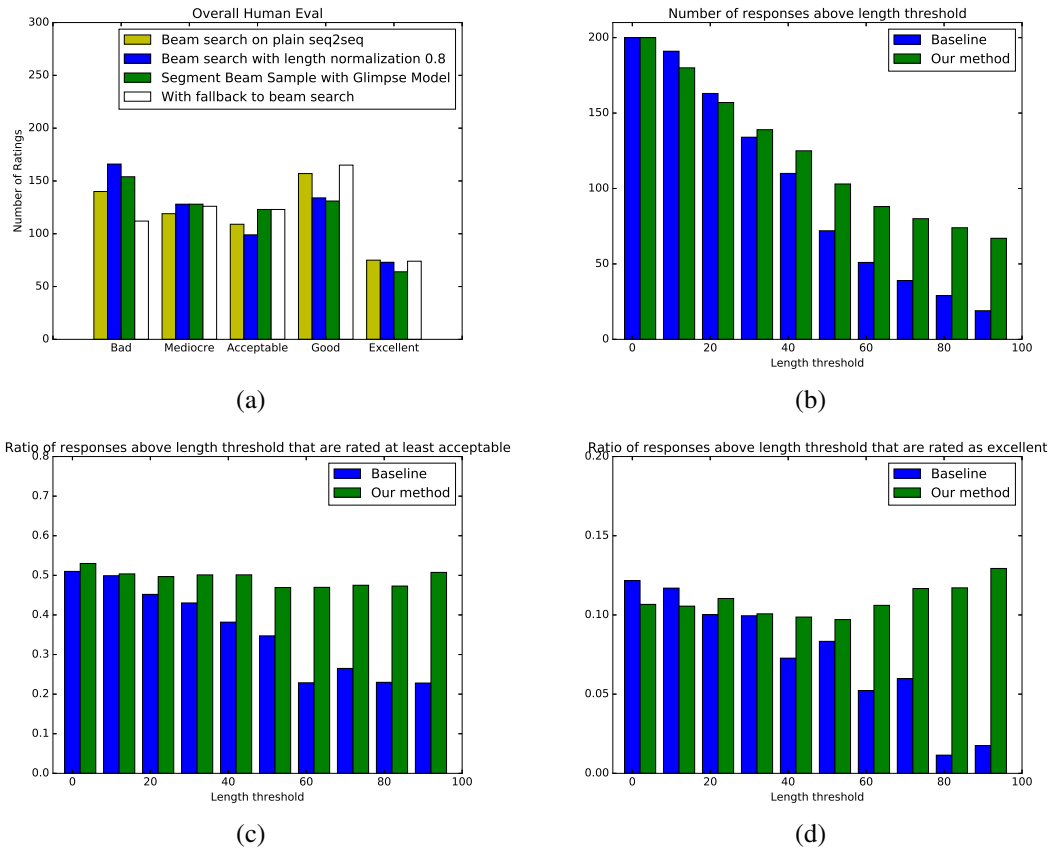 Overall Human Eval
300
250
200
150
100
50
0
Number of Ratings
Beam search on plain seq2seq
Beam search with length normalization 0.8
Segment Beam Sample with Glimpse Model
With fallback to beam search
Bad Mediocre Acceptable Good Excellent
(a)
Number of responses above length threshold
200
150
100
50
0
Baseline
Our method
0 20 40 60 80 100
Length threshold
(b)
Ratio of responses above length threshold that are rated at least acceptable
0.8
0.7
0.6
0.5
0.4
0.3
0.2
0.1
0.0
Baseline
Our method
0 20 40 60 80 100
Length threshold
(c)
Ratio of responses above length threshold that are rated as excellent
0.20
0.15
0.10
0.05
0.00
Baseline
Our method
0 20 40 60 80 100
Length threshold
(d)